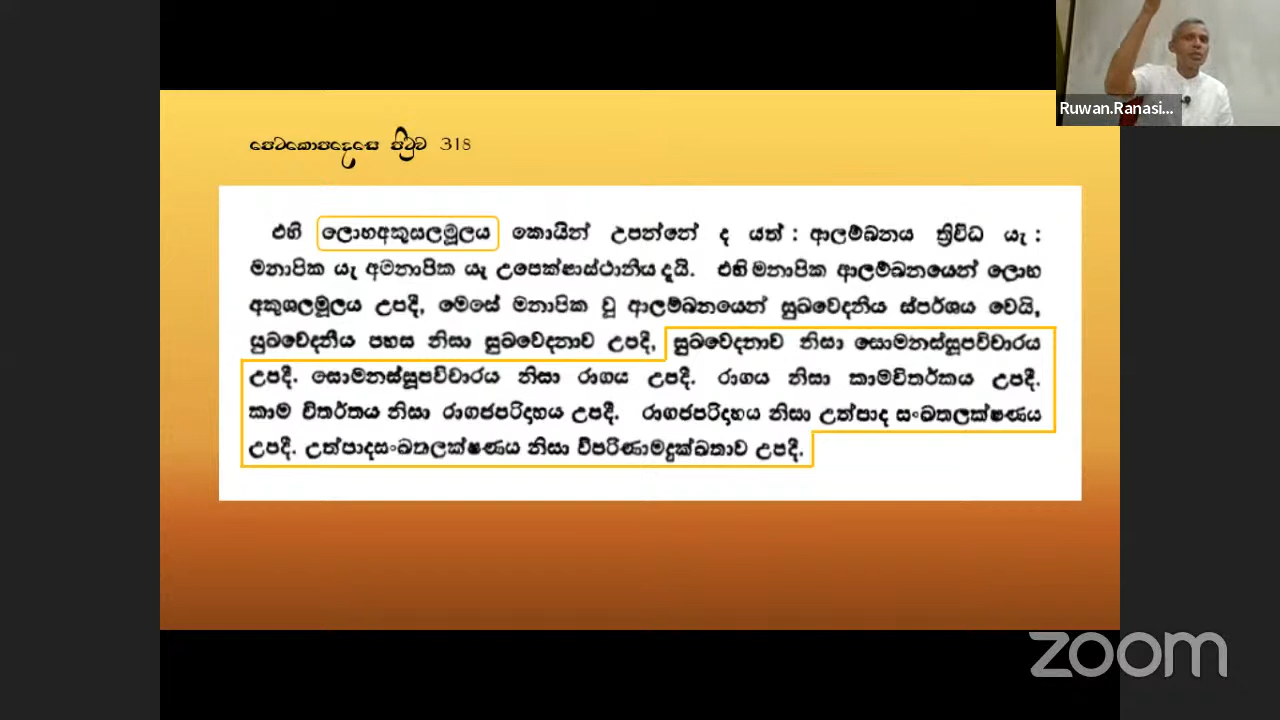 Ruwan.Ranasi...
පෙටකොපදෙසෙ පිටුව 318
එහි ලොභඅකුසලමූලය කොයින් උපන්නේ ද යත් : ආලම්බනය ත්‍රිවිධ යැ :
මනාපික යැ අමනාපික යැ උපෙක්ෂාස්ථානීය දැයි. එහි මනාපික ආලම්බනයෙන් ලොභ
අකුශලමූලය උපදී, මෙසේ මනාපික වූ ආලම්බනයෙන් සුඛවේදනීය ස්පර්ශය වෙයි,
සුඛවෙදනීය පහස නිසා සුඛවෙදනාව උපදී, සුඛවෙදනාව නිසා සොමනස්සූපවිචාරය
උපදී. සොමනස්සූපවිචාරය නිසා රාගය උපදී. රාගය නිසා කාමවිතර්කය උපදී.
කාම විතර්තය නිසා රාගජපරිදාහය උපදී. රාගජපරිදාහය නිසා උත්පාද සංඛතලක්ෂණය
උපදී. උත්පාදසංඛතලක්ෂණය නිසා විපරිණාමදුක්ඛතාව උපදී.
zoom